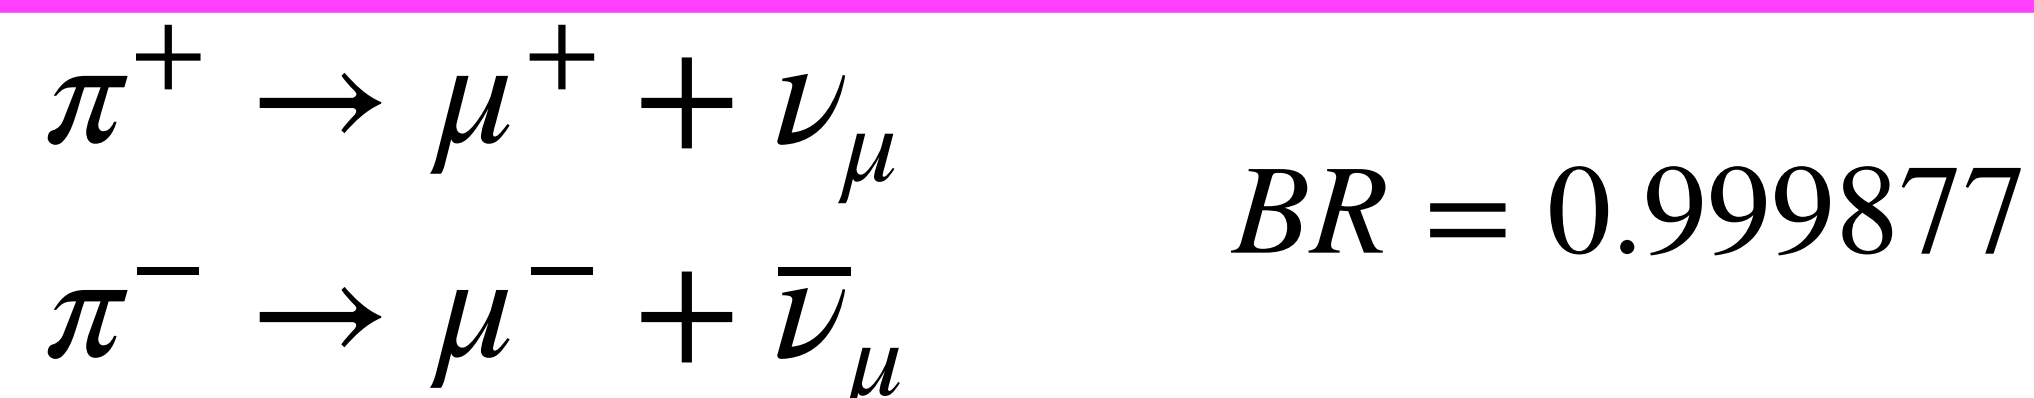 π⁺ → μ⁺ + ν_μ
BR = 0.999877
π⁻ → μ⁻ + ν̅_μ